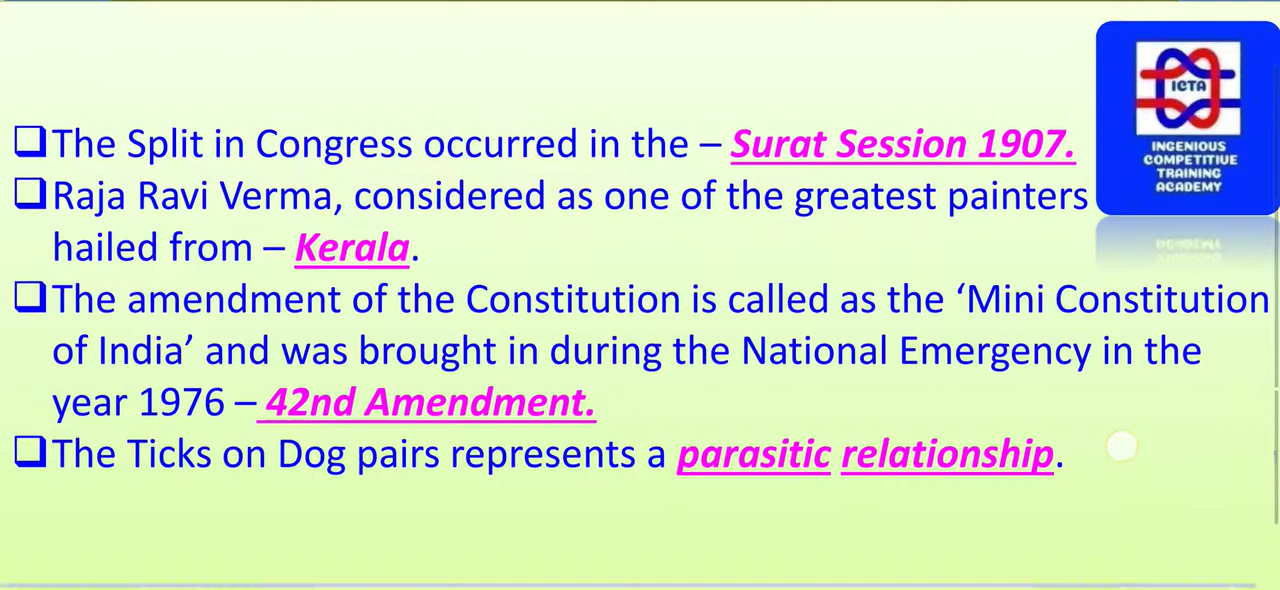 ICTA
INGENIOUS
COMPETITIVE
TRAINING
ACADEMY
❑The Split in Congress occurred in the – Surat Session 1907.
❑Raja Ravi Verma, considered as one of the greatest painters
hailed from – Kerala.
❑The amendment of the Constitution is called as the ‘Mini Constitution
of India’ and was brought in during the National Emergency in the
year 1976 – 42nd Amendment.
❑The Ticks on Dog pairs represents a parasitic relationship.